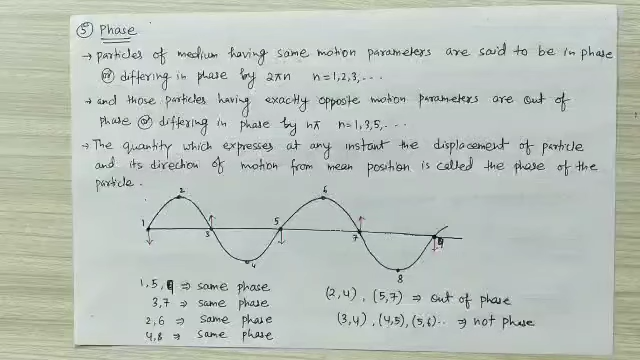 ⑤ Phase
→ particles of medium having same motion parameters are said to be in phase
(or) differing in phase by 2πn n=1,2,3,...
→ and those particles having exactly opposite motion parameters are out of
phase (or) differing in phase by nπ n=1,3,5,...
→ The quantity which expresses at any instant the displacement of particle
and its direction of motion from mean position is called the phase of the
particle.
1 2 3 4 5 6 7 8 9
1, 5, 9 ⇒ same phase
3,7 ⇒ same phase
2,6 ⇒ same phase
4,8 ⇒ same phase
(2,4), (5,7) ⇒ out of phase
(3,4), (4,5), (5,6).. ⇒ not phase